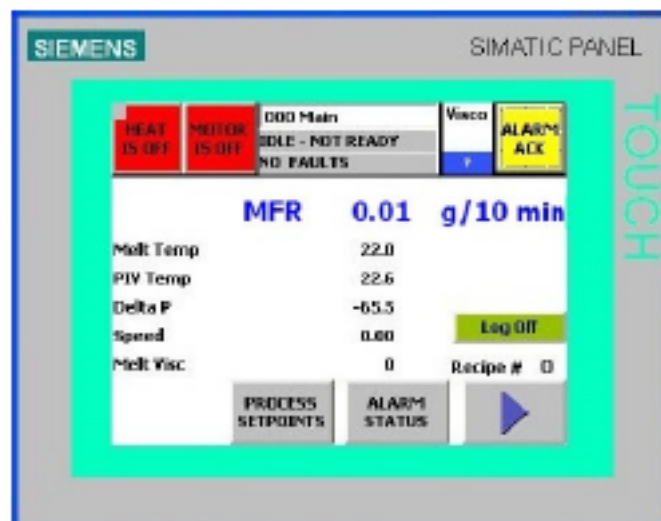 SIEMENS
SIMATIC PANEL
TOUCH
HEAT IS OFF
MOTOR IS OFF
000 Main
IDLE - NOT READY
NO FAULTS
Visco
?
ALARM ACK
MFR 0.01 g/10 min
Melt Temp 22.0
PIV Temp 22.6
Delta P -65.5
Speed 0.00
Log Off
Melt Visc 0
Recipe # 0
PROCESS SETPOINTS
ALARM STATUS